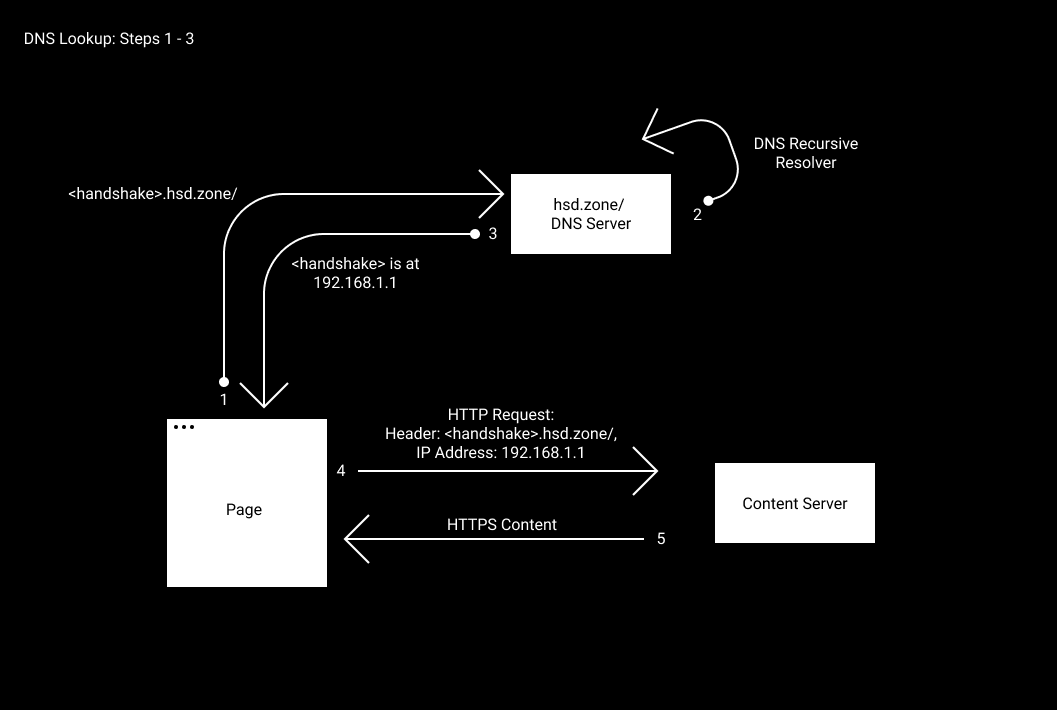 DNS Lookup: Steps 1 - 3
DNS Recursive
Resolver
<handshake>.hsd.zone/
hsd.zone/
DNS Server
2
3
<handshake> is at
192.168.1.1
1
HTTP Request:
Header: <handshake>.hsd.zone/,
IP Address: 192.168.1.1
4
Page
Content Server
HTTPS Content
5